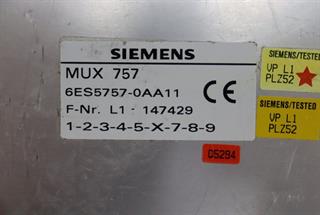 SIEMENS
MUX 757
6ES5757-0AA11
F-Nr. L1 - 147429
1-2-3-4-5-X-7-8-9
CE
SIEMENS/TESTED
VP L1
PLZ52
SIEMENS/TESTED
VP L1
PLZ52
05284